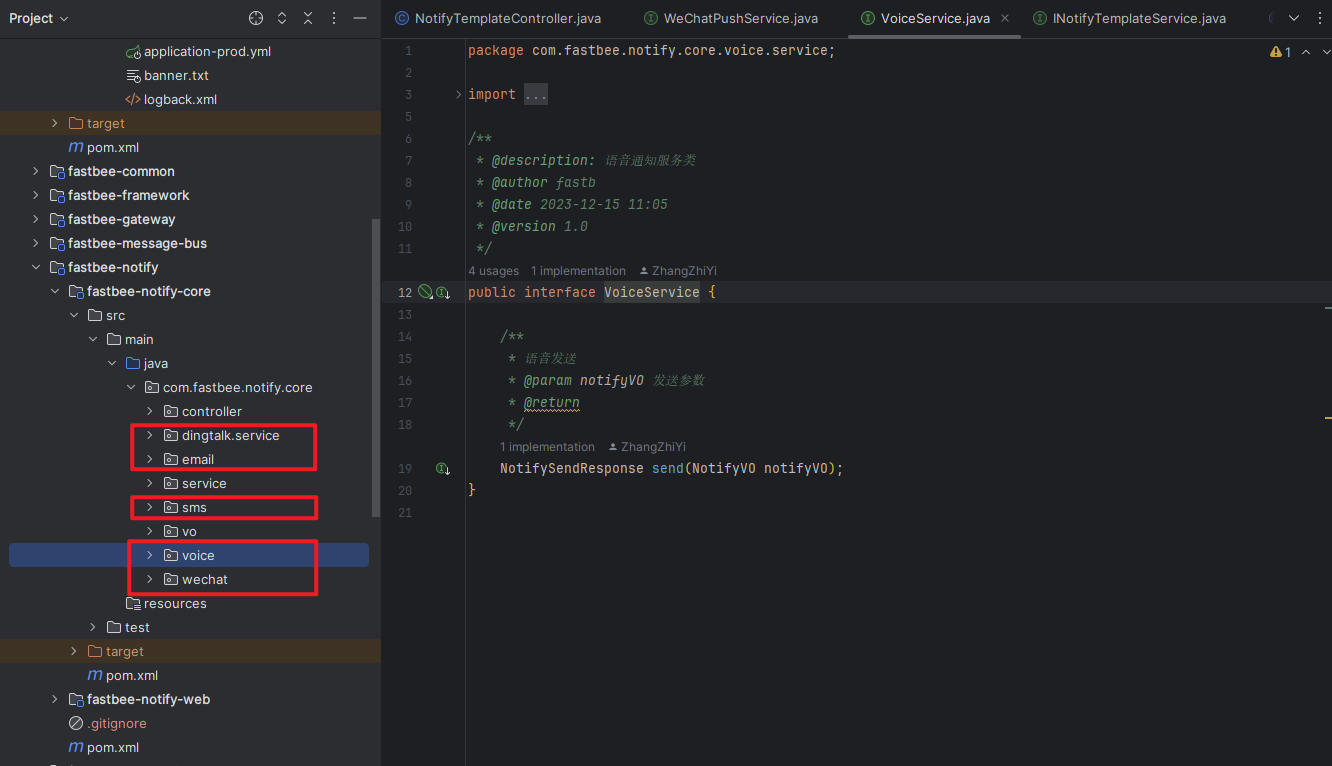 Project
application-prod.yml
banner.txt
logback.xml
target
pom.xml
fastbee-common
fastbee-framework
fastbee-gateway
fastbee-message-bus
fastbee-notify
fastbee-notify-core
src
main
java
com.fastbee.notify.core
controller
dingtalk.service
email
service
sms
vo
voice
wechat
resources
test
target
pom.xml
fastbee-notify-web
.gitignore
pom.xml
NotifyTemplateController.java WeChatPushService.java VoiceService.java INotifyTemplateService.java
1 package com.fastbee.notify.core.voice.service; 1
2
3 import ...
5
6 /**
7 * @description: 语音通知服务类
8 * @author fastb
9 * @date 2023-12-15 11:05
10 * @version 1.0
11 */
4 usages 1 implementation ZhangZhiYi
12 public interface VoiceService {
13
14 /**
15 * 语音发送
16 * @param notifyVO 发送参数
17 * @return
18 */
1 implementation ZhangZhiYi
19 NotifySendResponse send(NotifyVO notifyVO);
20 }
21